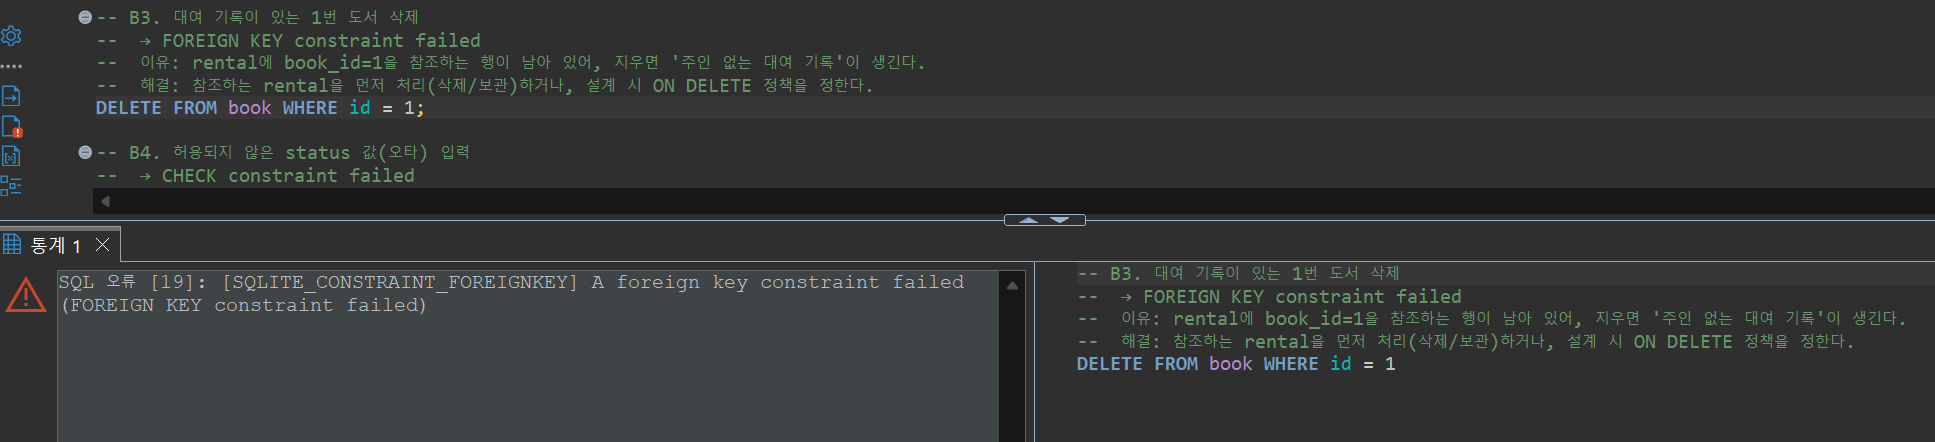 -- B3. 대여 기록이 있는 1번 도서 삭제
--  → FOREIGN KEY constraint failed
--  이유: rental에 book_id=1을 참조하는 행이 남아 있어, 지우면 '주인 없는 대여 기록'이 생긴다.
--  해결: 참조하는 rental을 먼저 처리(삭제/보관)하거나, 설계 시 ON DELETE 정책을 정한다.
DELETE FROM book WHERE id = 1;
-- B4. 허용되지 않은 status 값(오타) 입력
--  → CHECK constraint failed
통계 1
SQL 오류 [19]: [SQLITE_CONSTRAINT_FOREIGNKEY] A foreign key constraint failed
(FOREIGN KEY constraint failed)
-- B3. 대여 기록이 있는 1번 도서 삭제
--  → FOREIGN KEY constraint failed
--  이유: rental에 book_id=1을 참조하는 행이 남아 있어, 지우면 '주인 없는 대여 기록'이 생긴다.
--  해결: 참조하는 rental을 먼저 처리(삭제/보관)하거나, 설계 시 ON DELETE 정책을 정한다.
DELETE FROM book WHERE id = 1